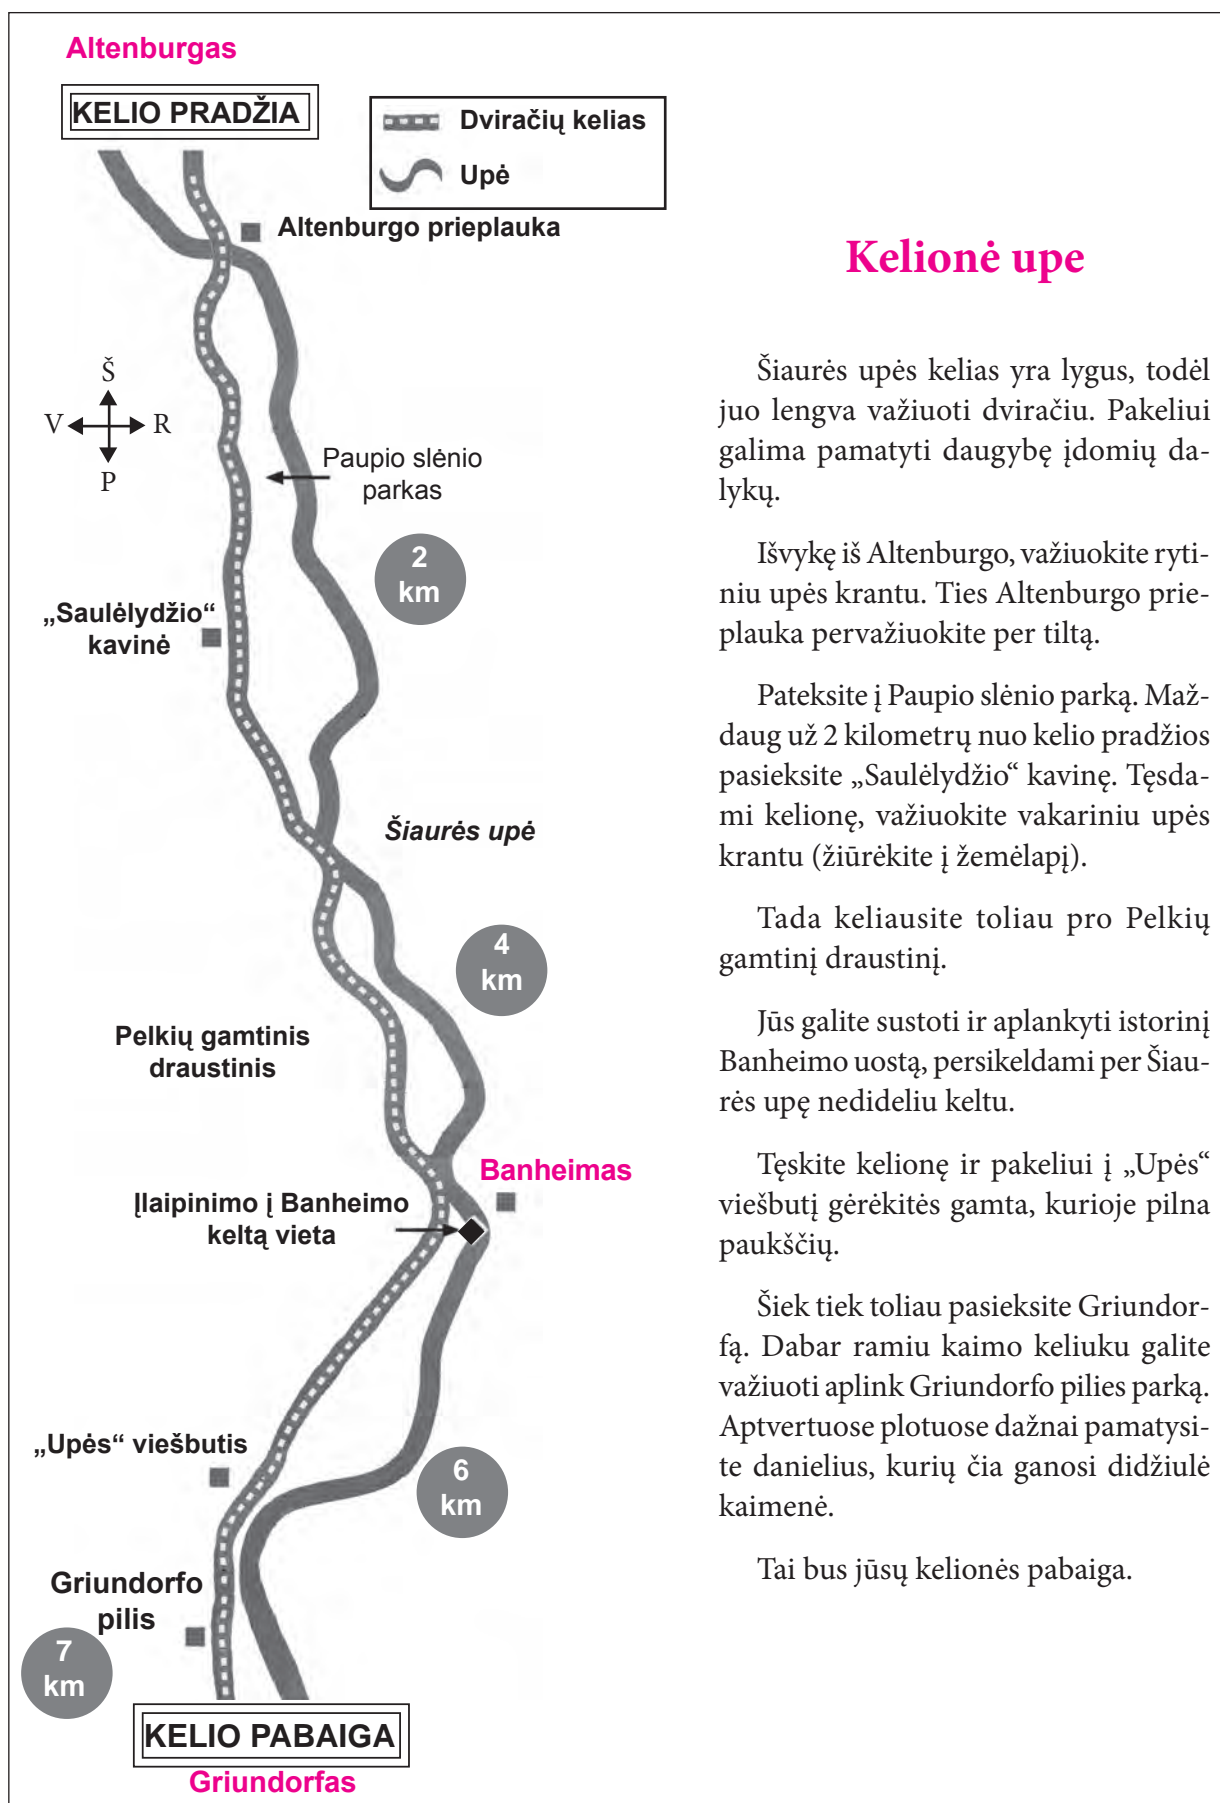 Altenburgas
KELIO PRADŽIA
Dviračių kelias
Upė
Altenburgo prieplauka
Š
V
R
P
Paupio slėnio
parkas
2
km
„Saulėlydžio“
kavinė
Šiaurės upė
4
km
Pelkių gamtinis
draustinis
Banheimas
Įlaipinimo į Banheimo
keltą vieta
„Upės“ viešbutis
6
km
Griundorfo
pilis
7
km
KELIO PABAIGA
Griundorfas
Kelionė upe
Šiaurės upės kelias yra lygus, todėl
juo lengva važiuoti dviračiu. Pakeliui
galima pamatyti daugybę įdomių da-
lykų.
Išvykę iš Altenburgo, važiuokite ryti-
niu upės krantu. Ties Altenburgo prie-
plauka pervažiuokite per tiltą.
Pateksite į Paupio slėnio parką. Maž-
daug už 2 kilometrų nuo kelio pradžios
pasieksite „Saulėlydžio“ kavinę. Tęsda-
mi kelionę, važiuokite vakariniu upės
krantu (žiūrėkite į žemėlapį).
Tada keliausite toliau pro Pelkių
gamtinį draustinį.
Jūs galite sustoti ir aplankyti istorinį
Banheimo uostą, persikeldami per Šiau-
rės upę nedideliu keltu.
Tęskite kelionę ir pakeliui į „Upės“
viešbutį gėrėkitės gamta, kurioje pilna
paukščių.
Šiek tiek toliau pasieksite Griundor-
fą. Dabar ramiu kaimo keliuku galite
važiuoti aplink Griundorfo pilies parką.
Aptvertuose plotuose dažnai pamatysi-
te danielius, kurių čia ganosi didžiulė
kaimenė.
Tai bus jūsų kelionės pabaiga.